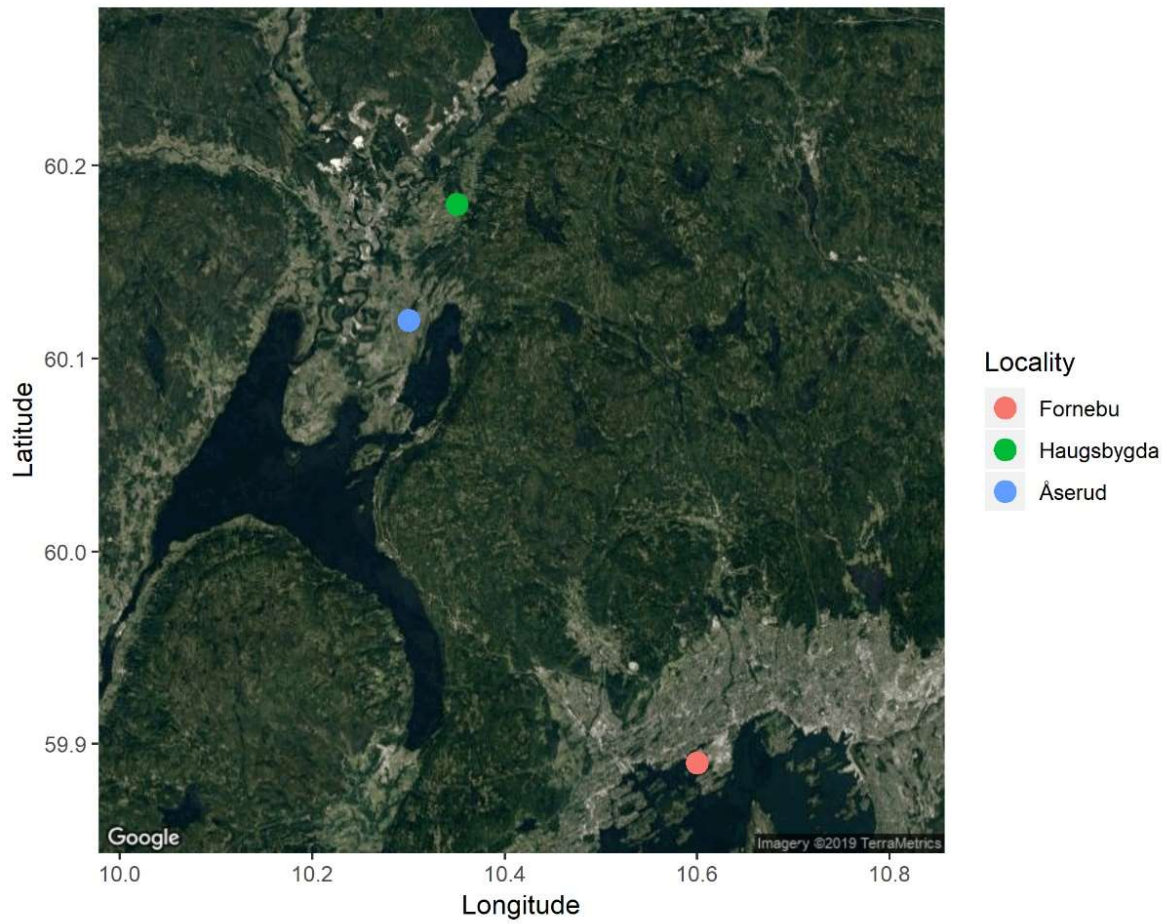 60.2
60.1
60.0
59.9
Latitude
10.0 10.2 10.4 10.6 10.8
Longitude
Google
Imagery ©2019 TerraMetrics
Locality
Fornebu
Haugsbygda
Åserud